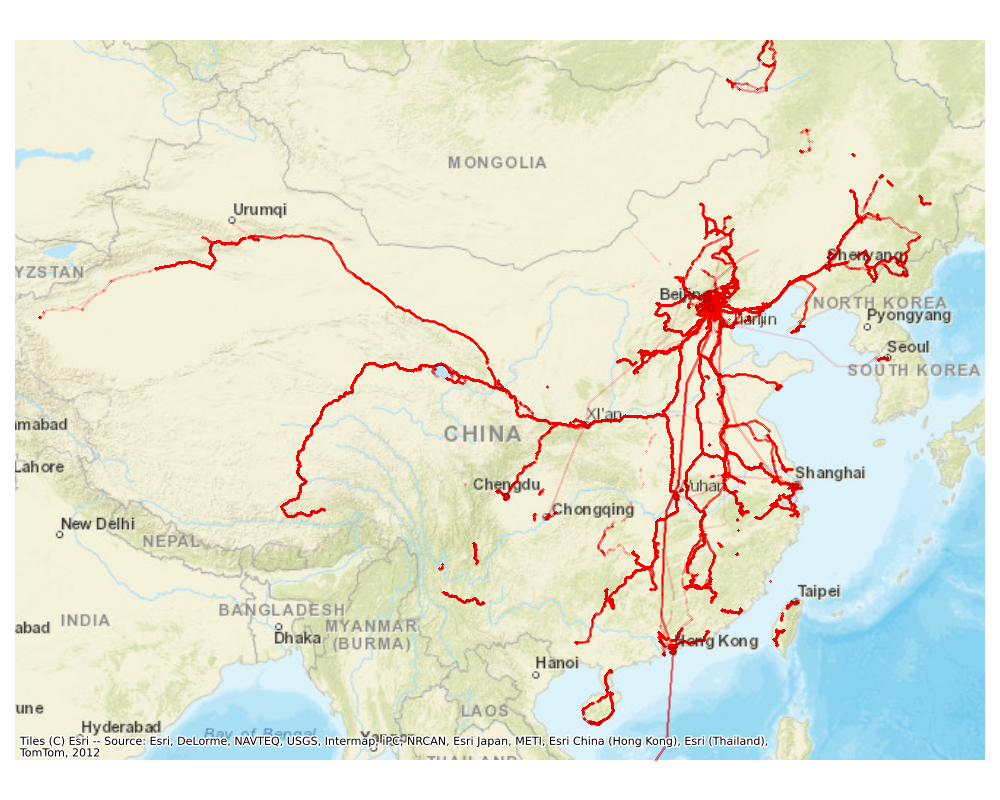 MONGOLIA
Urumqi
YZSTAN
Shenyang
Beijing
Tianjin
NORTH KOREA
Pyongyang
Seoul
SOUTH KOREA
XI'an
amabad
CHINA
Lahore
Shanghai
Chengdu
Wuhan
Chongqing
New Delhi
NEPAL
Taipei
BANGLADESH
INDIA
MYANMAR
abad
(BURMA)
Dhaka
Hong Kong
Hanoi
une
LAOS
Hyderabad
Bay of Bengal
Tiles (C) Esri -- Source: Esri, DeLorme, NAVTEQ, USGS, Intermap, iPC, NRCAN, Esri Japan, METI, Esri China (Hong Kong), Esri (Thailand),
TomTom, 2012
THAILAND